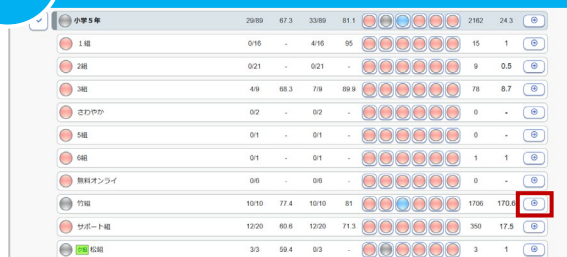 小学5年 29/89 67.3 33/89 81.1 2162 24.3
1組 0/16 - 4/16 95 15 1
2組 0/21 - 0/21 - 9 0.5
3組 4/9 68.3 7/9 89.9 78 8.7
さわやか 0/2 - 0/2 - 0 -
5組 0/1 - 0/1 - 0 -
6組 0/1 - 0/1 - 1 1
無料オンライ 0/6 - 0/6 - 0 -
竹組 10/10 77.4 10/10 81 1706 170.6
サポート組 12/20 60.6 12/20 71.3 350 17.5
松組 3/3 59.4 0/3 - 3 1